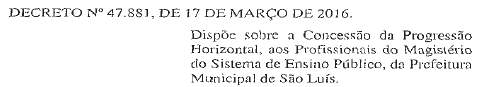 DECRETO Nº 47.881, DE 17 DE MARÇO DE 2016.
Dispõe sobre a Concessão da Progressão
Horizontal, aos Profissionais do Magistério
do Sistema de Ensino Público, da Prefeitura
Municipal de São Luís.